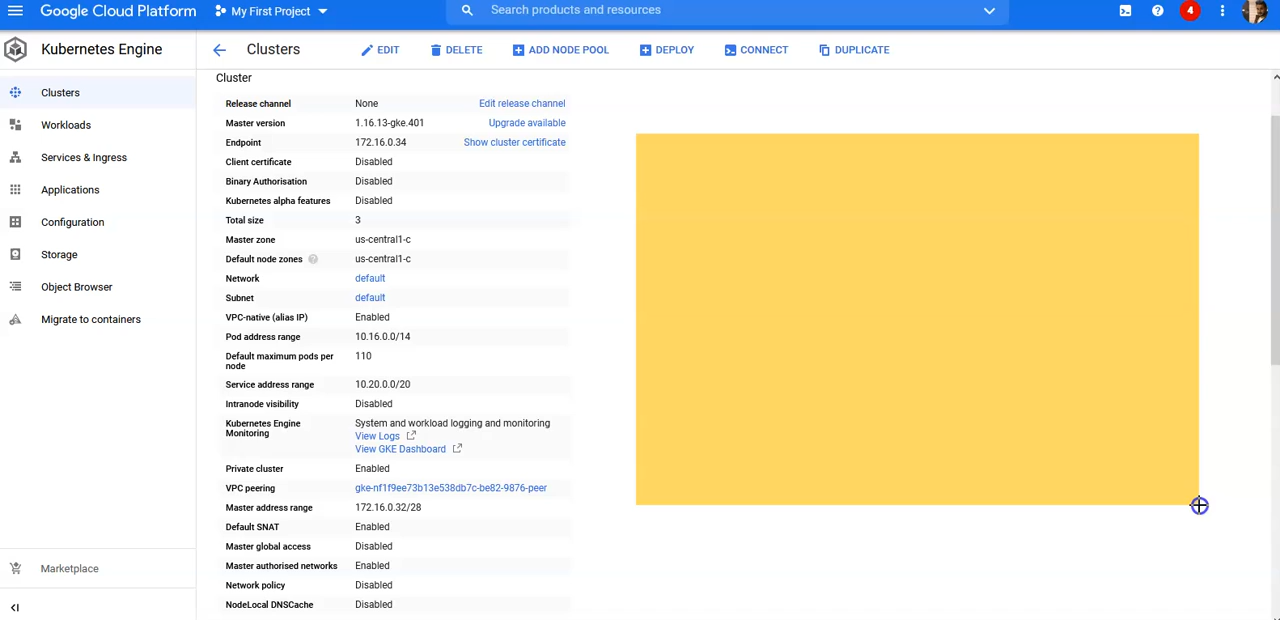 Google Cloud Platform My First Project Search products and resources 4
Kubernetes Engine Clusters EDIT DELETE ADD NODE POOL DEPLOY CONNECT DUPLICATE
Clusters
Workloads
Services & Ingress
Applications
Configuration
Storage
Object Browser
Migrate to containers
Marketplace
Cluster
Release channel None Edit release channel
Master version 1.16.13-gke.401 Upgrade available
Endpoint 172.16.0.34 Show cluster certificate
Client certificate Disabled
Binary Authorisation Disabled
Kubernetes alpha features Disabled
Total size 3
Master zone us-central1-c
Default node zones ? us-central1-c
Network default
Subnet default
VPC-native (alias IP) Enabled
Pod address range 10.16.0.0/14
Default maximum pods per 110
node
Service address range 10.20.0.0/20
Intranode visibility Disabled
Kubernetes Engine System and workload logging and monitoring
Monitoring View Logs
View GKE Dashboard
Private cluster Enabled
VPC peering gke-nf1f9ee73b13e538db7c-be82-9876-peer
Master address range 172.16.0.32/28
Default SNAT Enabled
Master global access Disabled
Master authorised networks Enabled
Network policy Disabled
NodeLocal DNSCache Disabled